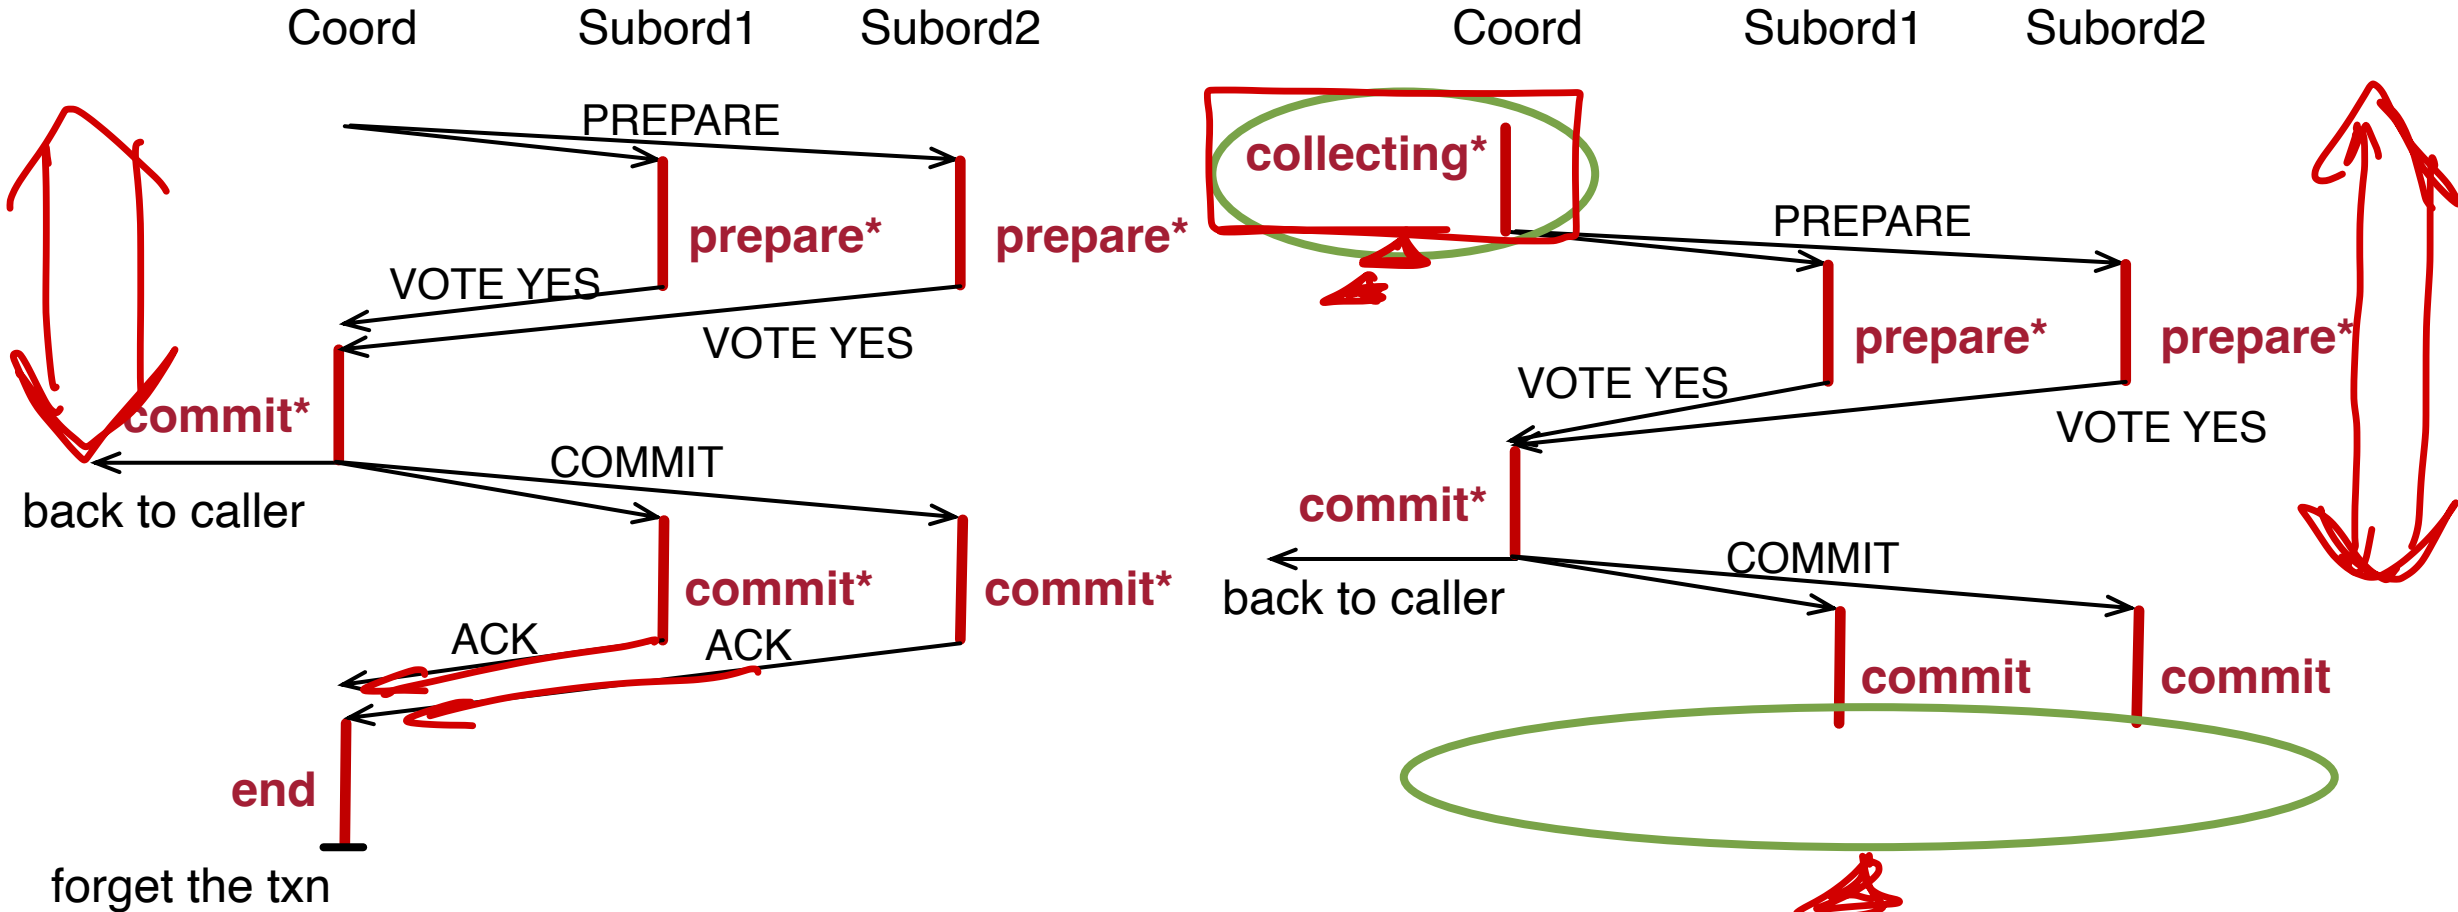 Coord Subord1 Subord2
PREPARE
prepare* prepare*
VOTE YES
VOTE YES
commit*
COMMIT
back to caller
commit* commit*
ACK ACK
end
forget the txn
Coord Subord1 Subord2
collecting*
PREPARE
prepare* prepare*
VOTE YES
VOTE YES
commit*
COMMIT
back to caller
commit commit